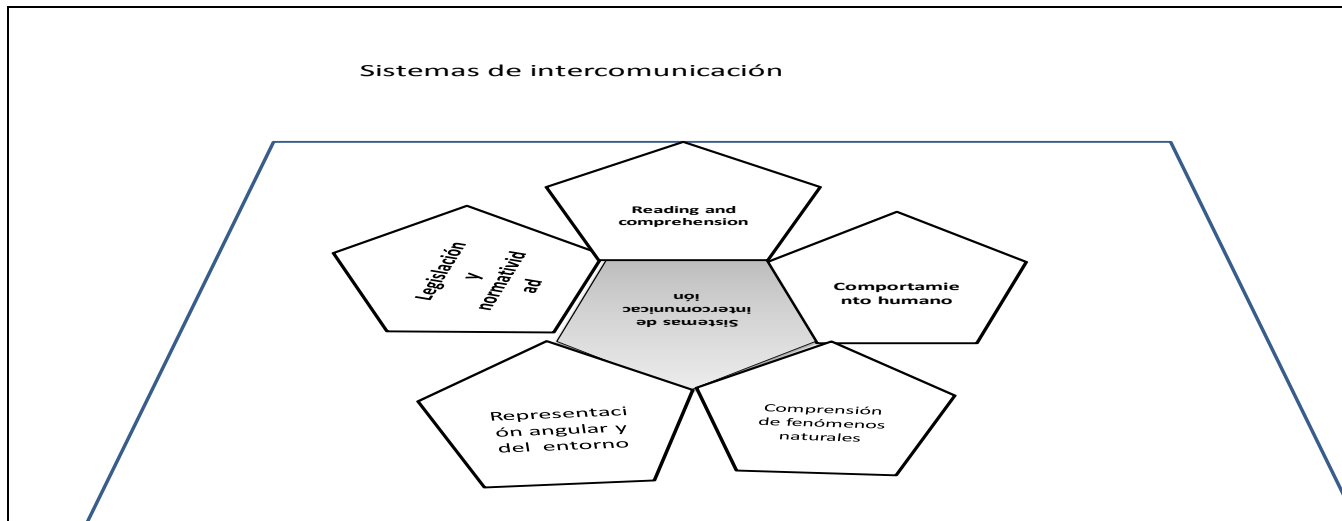 Sistemas de intercomunicación
Reading and
comprehension
Legislación
y
normativid
ad
Comportamie
nto humano
Sistemas de
intercomunicac
ión
Representaci
ón angular y
del entorno
Comprensión
de fenómenos
naturales